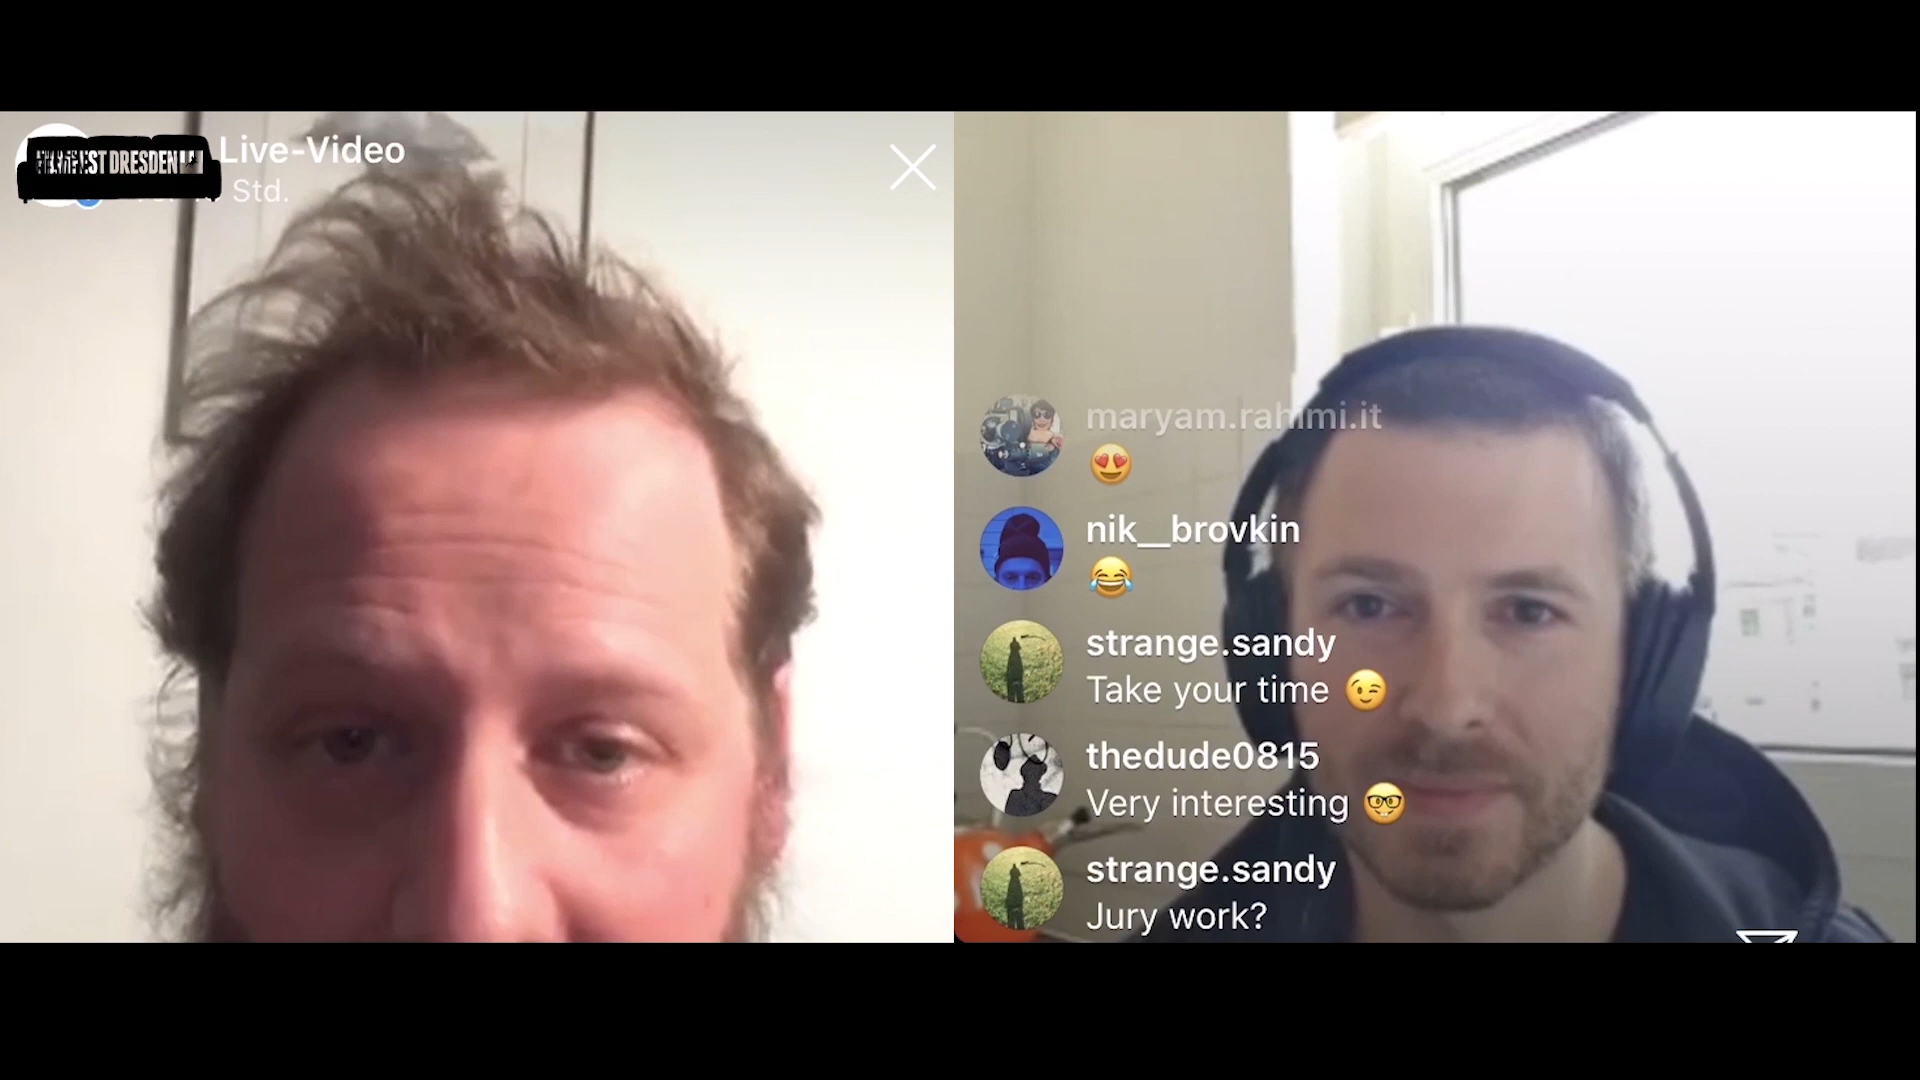 DRESDEN
Live-Video
Std.
maryam.rahimi.it
😍
nik__brovkin
😂
strange.sandy
Take your time 😉
thedude0815
Very interesting 🤓
strange.sandy
Jury work?